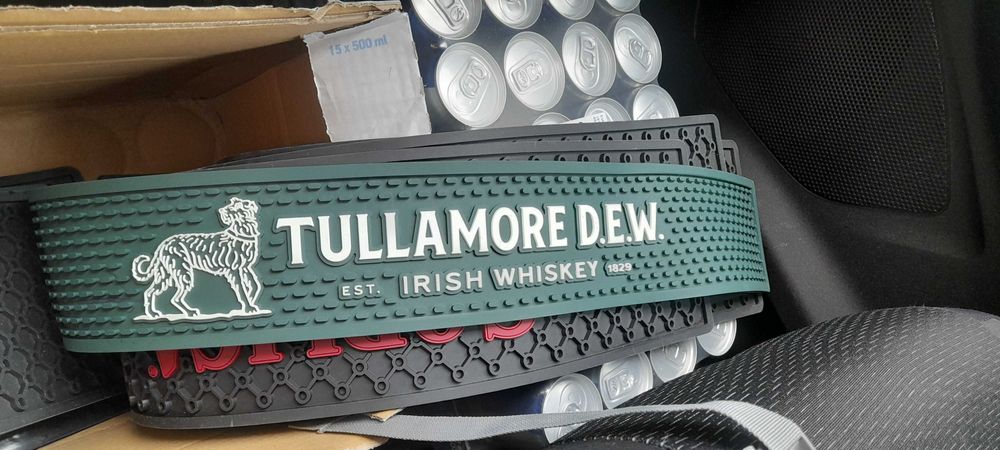 15 x 500 ml
TULLAMORE D.E.W.
EST. IRISH WHISKEY 1829